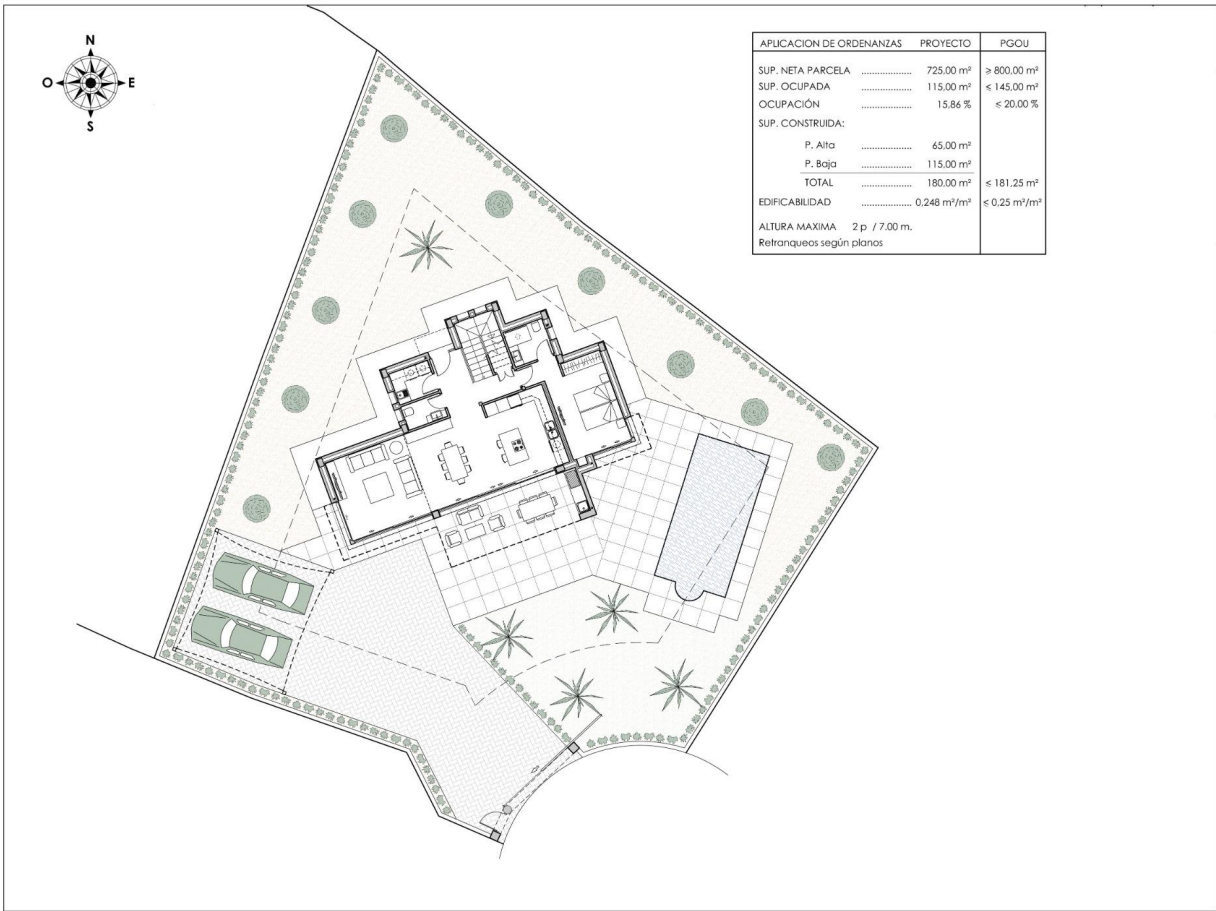 N
O E
S
APLICACION DE ORDENANZAS PROYECTO PGOU
SUP. NETA PARCELA .................. 725,00 m² ≥ 800,00 m²
SUP. OCUPADA .................. 115,00 m² ≤ 145,00 m²
OCUPACIÓN .................. 15,86 % ≤ 20,00 %
SUP. CONSTRUIDA:
P. Alta .................. 65,00 m²
P. Baja .................. 115,00 m²
TOTAL .................. 180,00 m² ≤ 181,25 m²
EDIFICABILIDAD .................. 0,248 m²/m² ≤ 0,25 m²/m²
ALTURA MAXIMA 2 p / 7,00 m.
Retranqueos según planos